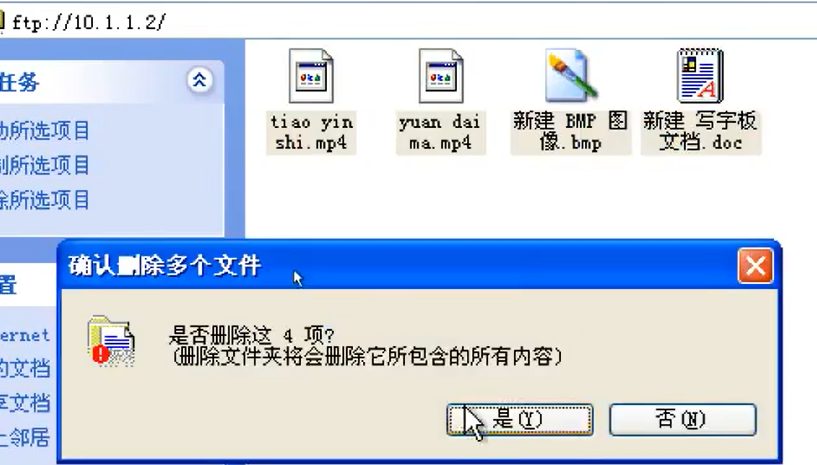 ftp://10.1.1.2/
任务
动所选项目
制所选项目
除所选项目
tiao yin
shi.mp4
yuan dai
ma.mp4
新建 BMP 图
像.bmp
新建 写字板
文档.doc
确认删除多个文件
置
ernet
的文档
享文档
上邻居
是否删除这 4 项?
(删除文件夹将会删除它所包含的所有内容)
是(Y)
否(N)